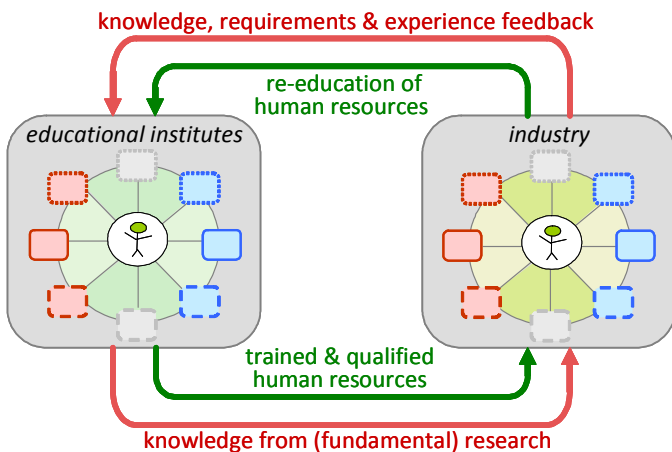 knowledge, requirements & experience feedback
re-education of
human resources
educational institutes
industry
trained & qualified
human resources
knowledge from (fundamental) research